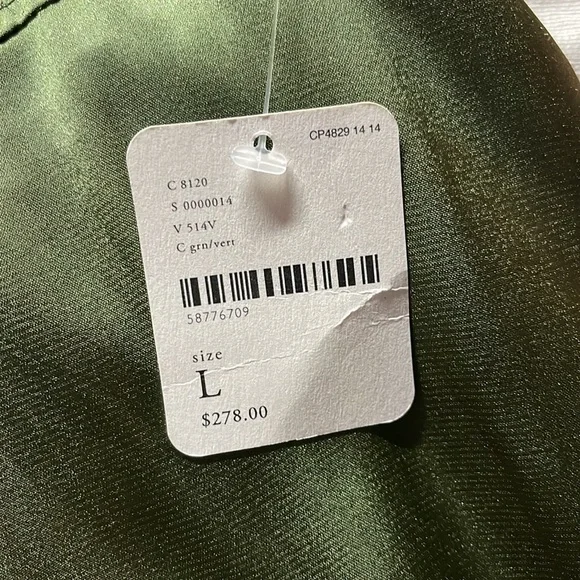 CP4829 14 14
C 8120
S 0000014
V 514V
C grn/vert
58776709
size
L
$278.00